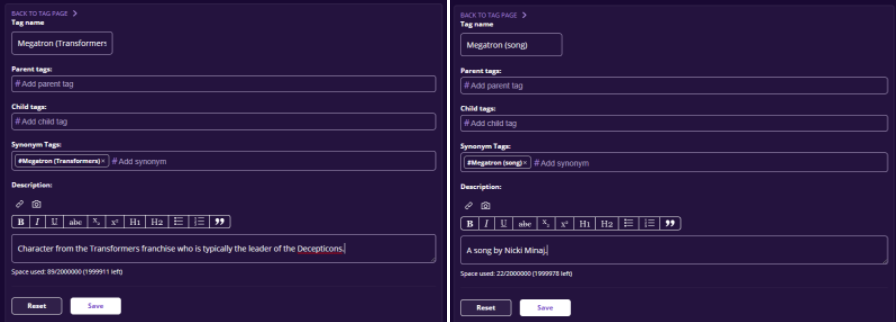 BACK TO TAG PAGE >
Tag name
Megatron (Transformers
Parent tags:
# Add parent tag
Child tags:
# Add child tag
Synonym Tags:
#Megatron (Transformers)× # Add synonym
Description:
B I U abc X₂ x² H1 H2
Character from the Transformers franchise who is typically the leader of the Decepticons.
Space used: 89/2000000 (1999911 left)
Reset Save
BACK TO TAG PAGE >
Tag name
Megatron (song)
Parent tags:
# Add parent tag
Child tags:
# Add child tag
Synonym Tags:
#Megatron (song)× # Add synonym
Description:
B I U abc X₂ x² H1 H2
A song by Nicki Minaj.
Space used: 22/2000000 (1999978 left)
Reset Save